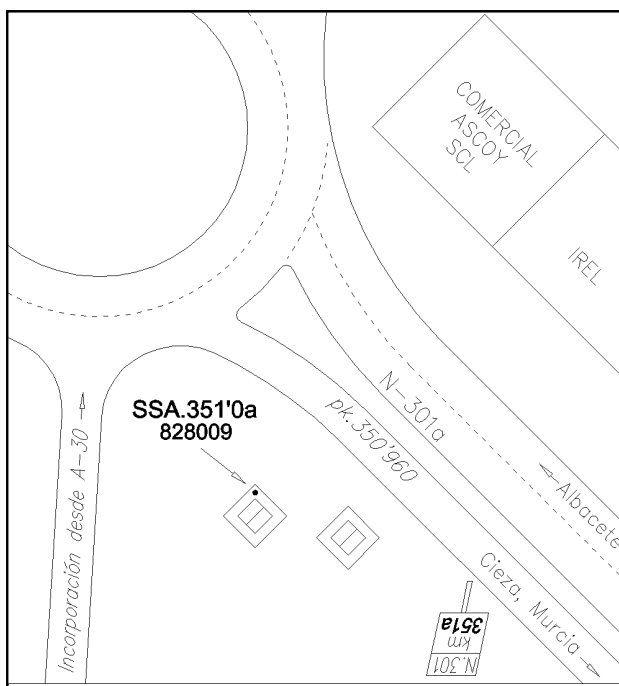 COMERCIAL
ASCOY
SCL
IREL
N-301a
pk.350'960
SSA.351'0a
828009
Incorporación desde A-30
Albacete
Cieza, Murcia
N.301
km
351a